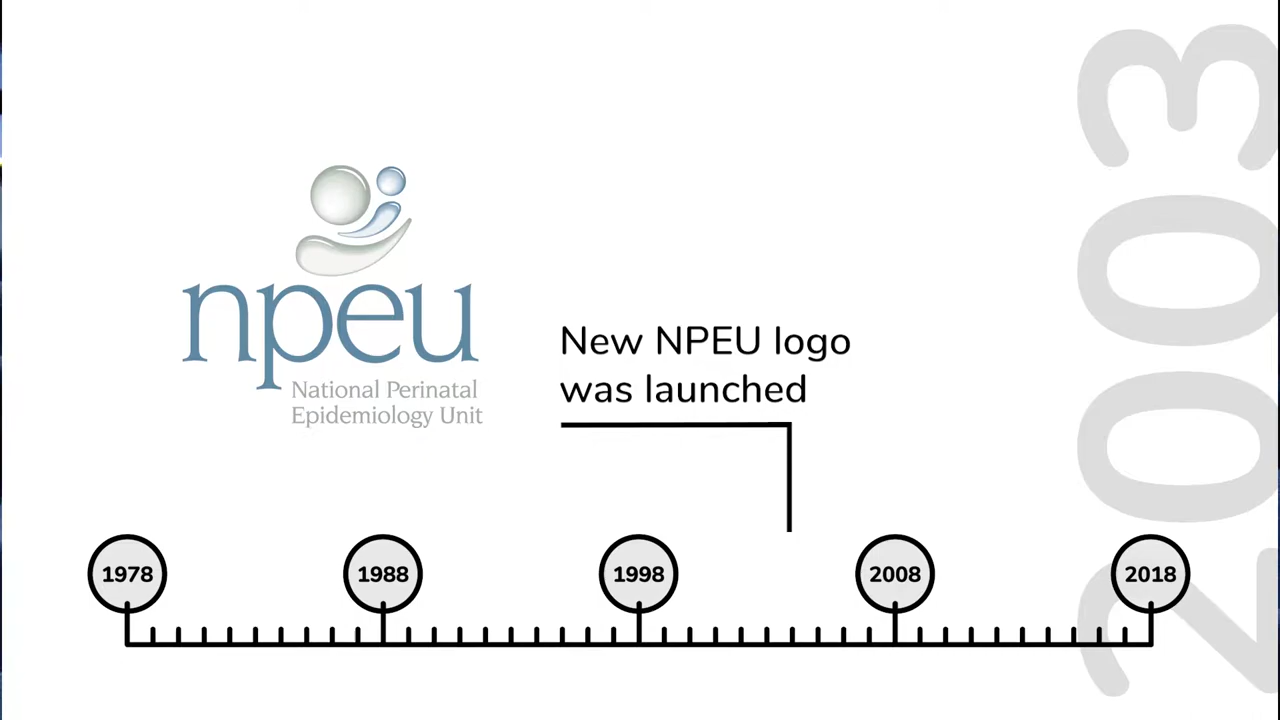 npeu
National Perinatal
Epidemiology Unit
New NPEU logo
was launched
1978
1988
1998
2008
2018
2003